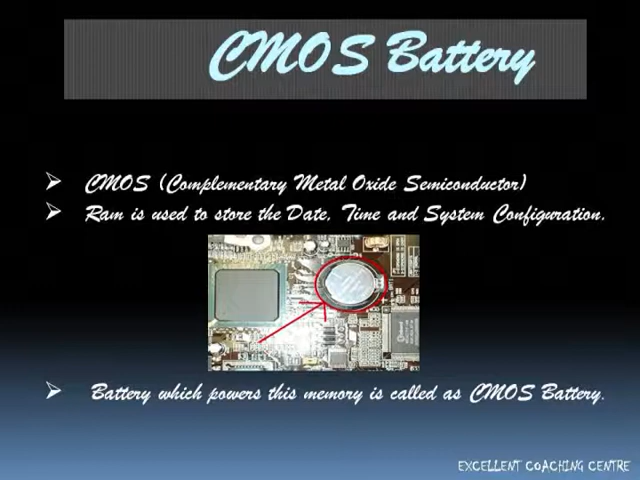 CMOS Battery
CMOS (Complementary Metal Oxide Semiconductor)
Ram is used to store the Date, Time and System Configuration.
Battery which powers this memory is called as CMOS Battery.
EXCELLENT COACHING CENTRE